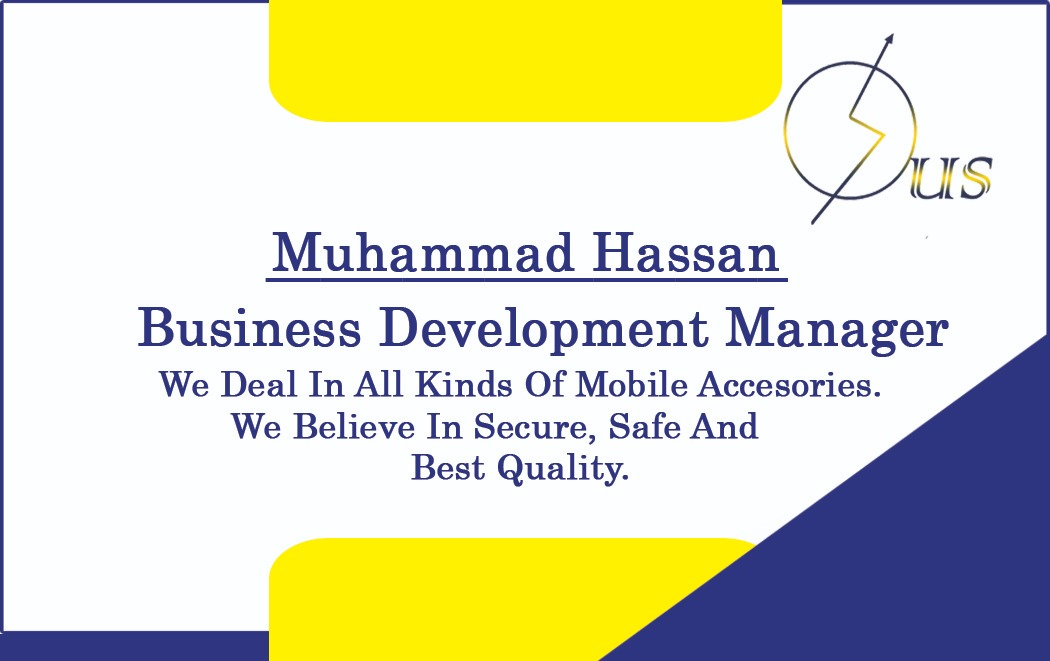 us
Muhammad Hassan
Business Development Manager
We Deal In All Kinds Of Mobile Accesories.
We Believe In Secure, Safe And
Best Quality.